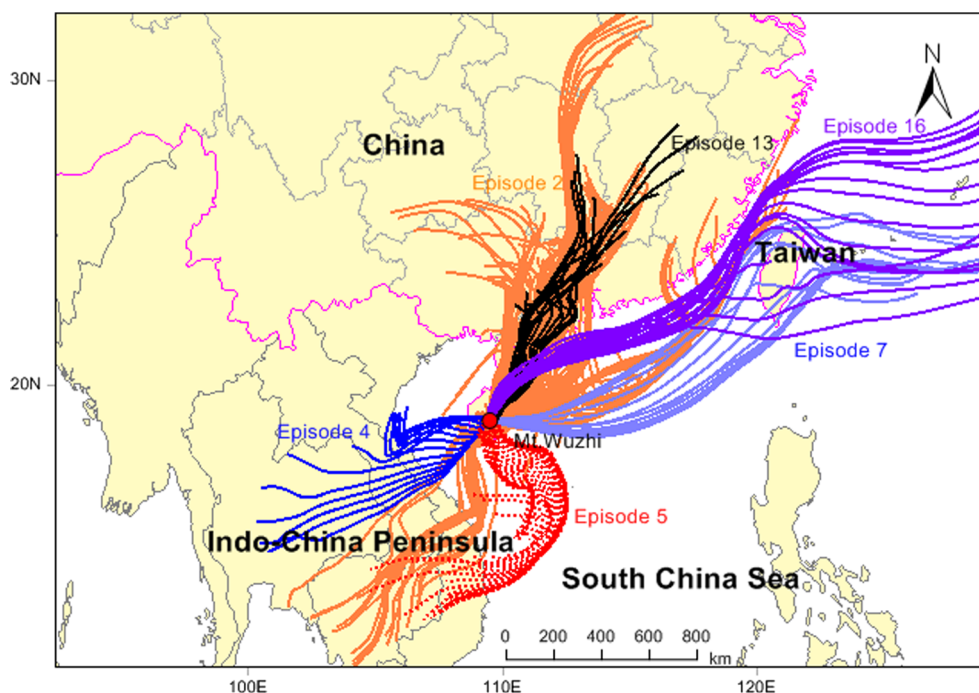 N
30N
Episode 16
China
Episode 13
Episode 2
Taiwan
Episode 7
20N
Episode 4
Mt Wuzhi
Episode 5
Indo-China Peninsula
South China Sea
0 200 400 600 800
km
100E 110E 120E